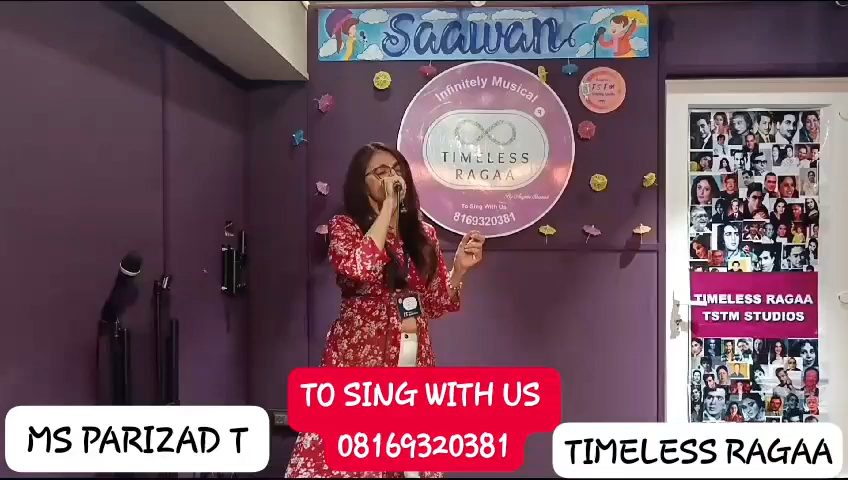 Saawan
Infinitely Musical
TSTM
TIMELESS
RAGAA
To Sing With Us
8169320381
TIMELESS RAGAA
TSTM STUDIOS
TO SING WITH US
08169320381
MS PARIZAD T
TIMELESS RAGAA